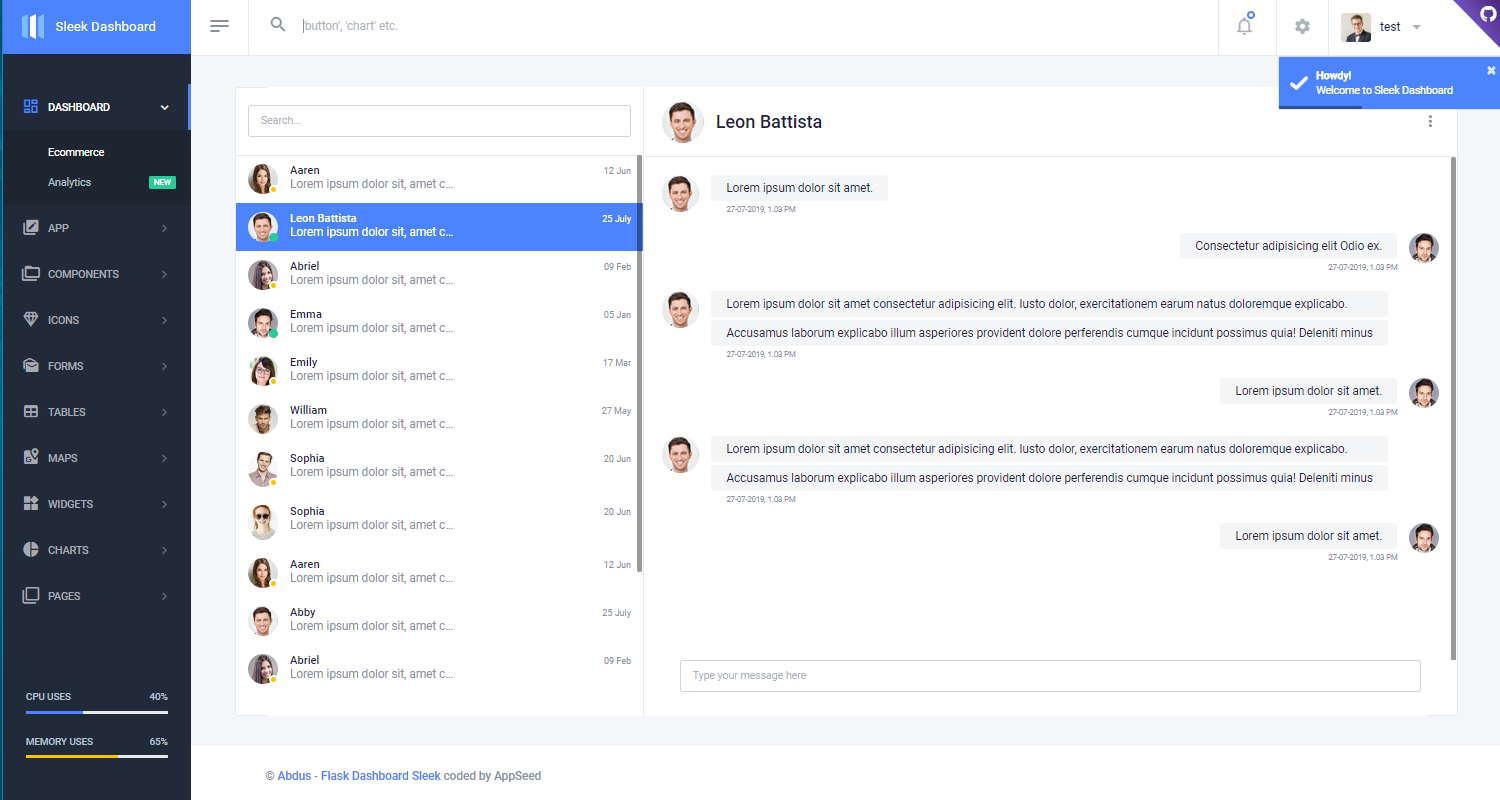 Sleek Dashboard
'button', 'chart' etc.
test
Howdy!
Welcome to Sleek Dashboard
DASHBOARD
Ecommerce
Analytics NEW
APP
COMPONENTS
ICONS
FORMS
TABLES
MAPS
WIDGETS
CHARTS
PAGES
CPU USES 40%
MEMORY USES 65%
Search...
Aaren 12 Jun
Lorem ipsum dolor sit, amet c...
Leon Battista 25 July
Lorem ipsum dolor sit, amet c...
Abriel 09 Feb
Lorem ipsum dolor sit, amet c...
Emma 05 Jan
Lorem ipsum dolor sit, amet c...
Emily 17 Mar
Lorem ipsum dolor sit, amet c...
William 27 May
Lorem ipsum dolor sit, amet c...
Sophia 20 Jun
Lorem ipsum dolor sit, amet c...
Sophia 20 Jun
Lorem ipsum dolor sit, amet c...
Aaren 12 Jun
Lorem ipsum dolor sit, amet c...
Abby 25 July
Lorem ipsum dolor sit, amet c...
Abriel 09 Feb
Lorem ipsum dolor sit, amet c...
Leon Battista
Lorem ipsum dolor sit amet.
27-07-2019, 1.03 PM
Consectetur adipisicing elit Odio ex.
27-07-2019, 1.03 PM
Lorem ipsum dolor sit amet consectetur adipisicing elit. Iusto dolor, exercitationem earum natus doloremque explicabo.
Accusamus laborum explicabo illum asperiores provident dolore perferendis cumque incidunt possimus quia! Deleniti minus
27-07-2019, 1.03 PM
Lorem ipsum dolor sit amet.
27-07-2019, 1.03 PM
Lorem ipsum dolor sit amet consectetur adipisicing elit. Iusto dolor, exercitationem earum natus doloremque explicabo.
Accusamus laborum explicabo illum asperiores provident dolore perferendis cumque incidunt possimus quia! Deleniti minus
27-07-2019, 1.03 PM
Lorem ipsum dolor sit amet.
27-07-2019, 1.03 PM
Type your message here
© Abdus - Flask Dashboard Sleek coded by AppSeed